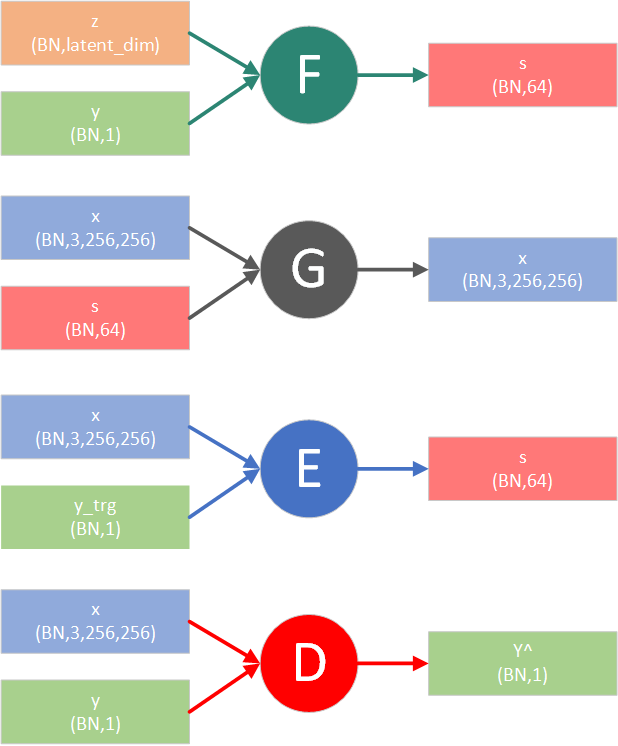 z
(BN,latent_dim)
y
(BN,1)
F
s
(BN,64)
x
(BN,3,256,256)
s
(BN,64)
G
x
(BN,3,256,256)
x
(BN,3,256,256)
y_trg
(BN,1)
E
s
(BN,64)
x
(BN,3,256,256)
y
(BN,1)
D
Y^
(BN,1)